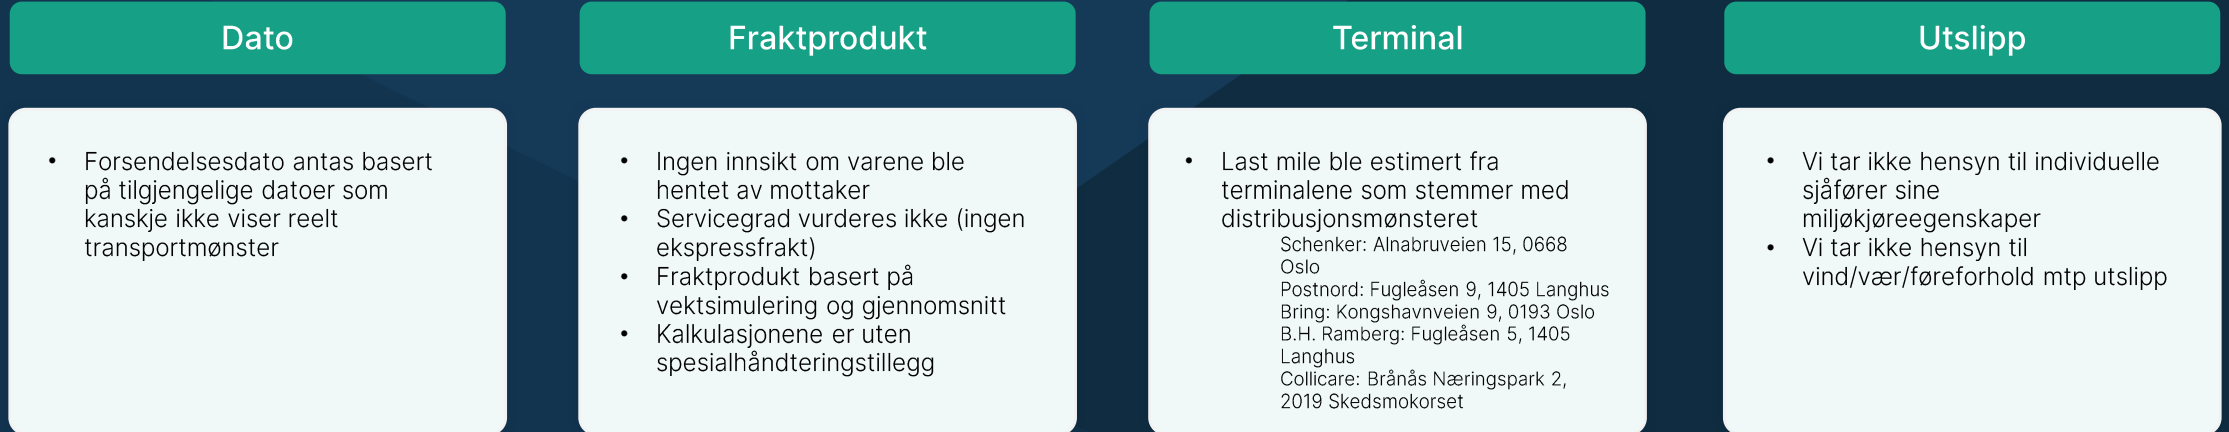 Dato
Forsendelsesdato antas basert
på tilgjengelige datoer som
kanskje ikke viser reelt
transportmønster
Fraktprodukt
Ingen innsikt om varene ble
hentet av mottaker
Servicegrad vurderes ikke (ingen
ekspressfrakt)
Fraktprodukt basert på
vektsimulering og gjennomsnitt
Kalkulasjonene er uten
spesialhåndteringstillegg
Terminal
Last mile ble estimert fra
terminalene som stemmer med
distribusjonsmønsteret
Schenker: Alnabruveien 15, 0668
Oslo
Postnord: Fugleåsen 9, 1405 Langhus
Bring: Kongshavnveien 9, 0193 Oslo
B.H. Ramberg: Fugleåsen 5, 1405
Langhus
Collicare: Brånås Næringspark 2,
2019 Skedsmokorset
Utslipp
Vi tar ikke hensyn til individuelle
sjåfører sine
miljøkjøreegenskaper
Vi tar ikke hensyn til
vind/vær/føreforhold mtp utslipp